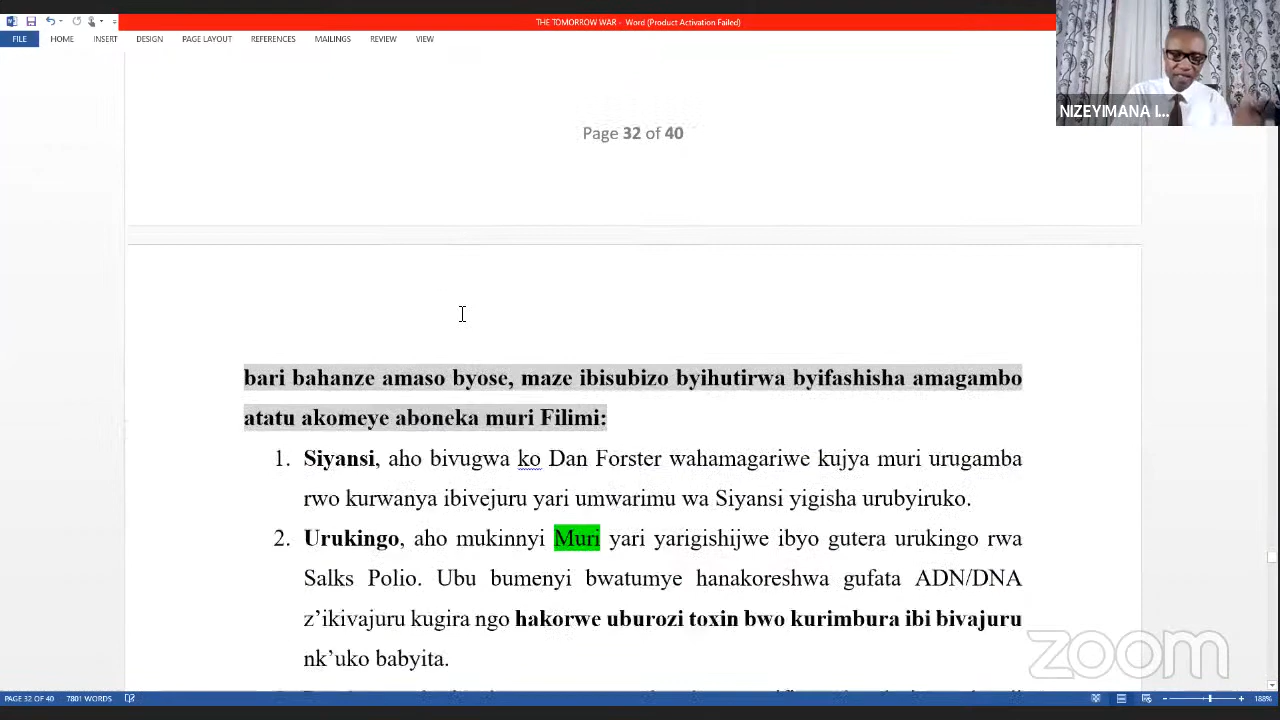 THE TOMORROW WAR - Word (Product Activation Failed)
FILE HOME INSERT DESIGN PAGE LAYOUT REFERENCES MAILINGS REVIEW VIEW
NIZEYIMANA I...
Page 32 of 40
bari bahanze amaso byose, maze ibisubizo byihutirwa byifashisha amagambo
atatu akomeye aboneka muri Filimi:
1. Siyansi, aho bivugwa ko Dan Forster wahamagariwe kujya muri urugamba
rwo kurwanya ibivejuru yari umwarimu wa Siyansi yigisha urubyiruko.
2. Urukingo, aho mukinnyi Muri yari yarigishijwe ibyo gutera urukingo rwa
Salks Polio. Ubu bumenyi bwatumye hanakoreshwa gufata ADN/DNA
z’ikivajuru kugira ngo hakorwe uburozi toxin bwo kurimbura ibi bivajuru
nk’uko babyita.
zoom
PAGE 32 OF 40 7801 WORDS
188%